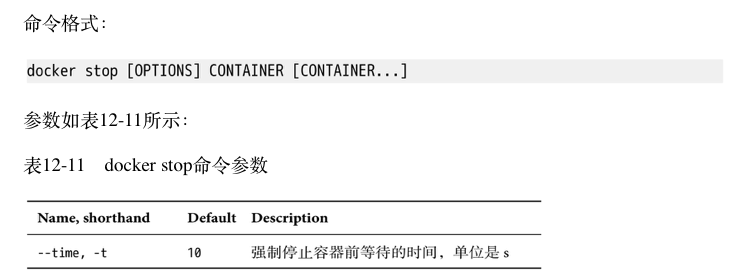 命令格式：
docker stop [OPTIONS] CONTAINER [CONTAINER...]
参数如表12-11所示：
表12-11 docker stop命令参数
Name, shorthand Default Description
--time, -t 10 强制停止容器前等待的时间，单位是 s